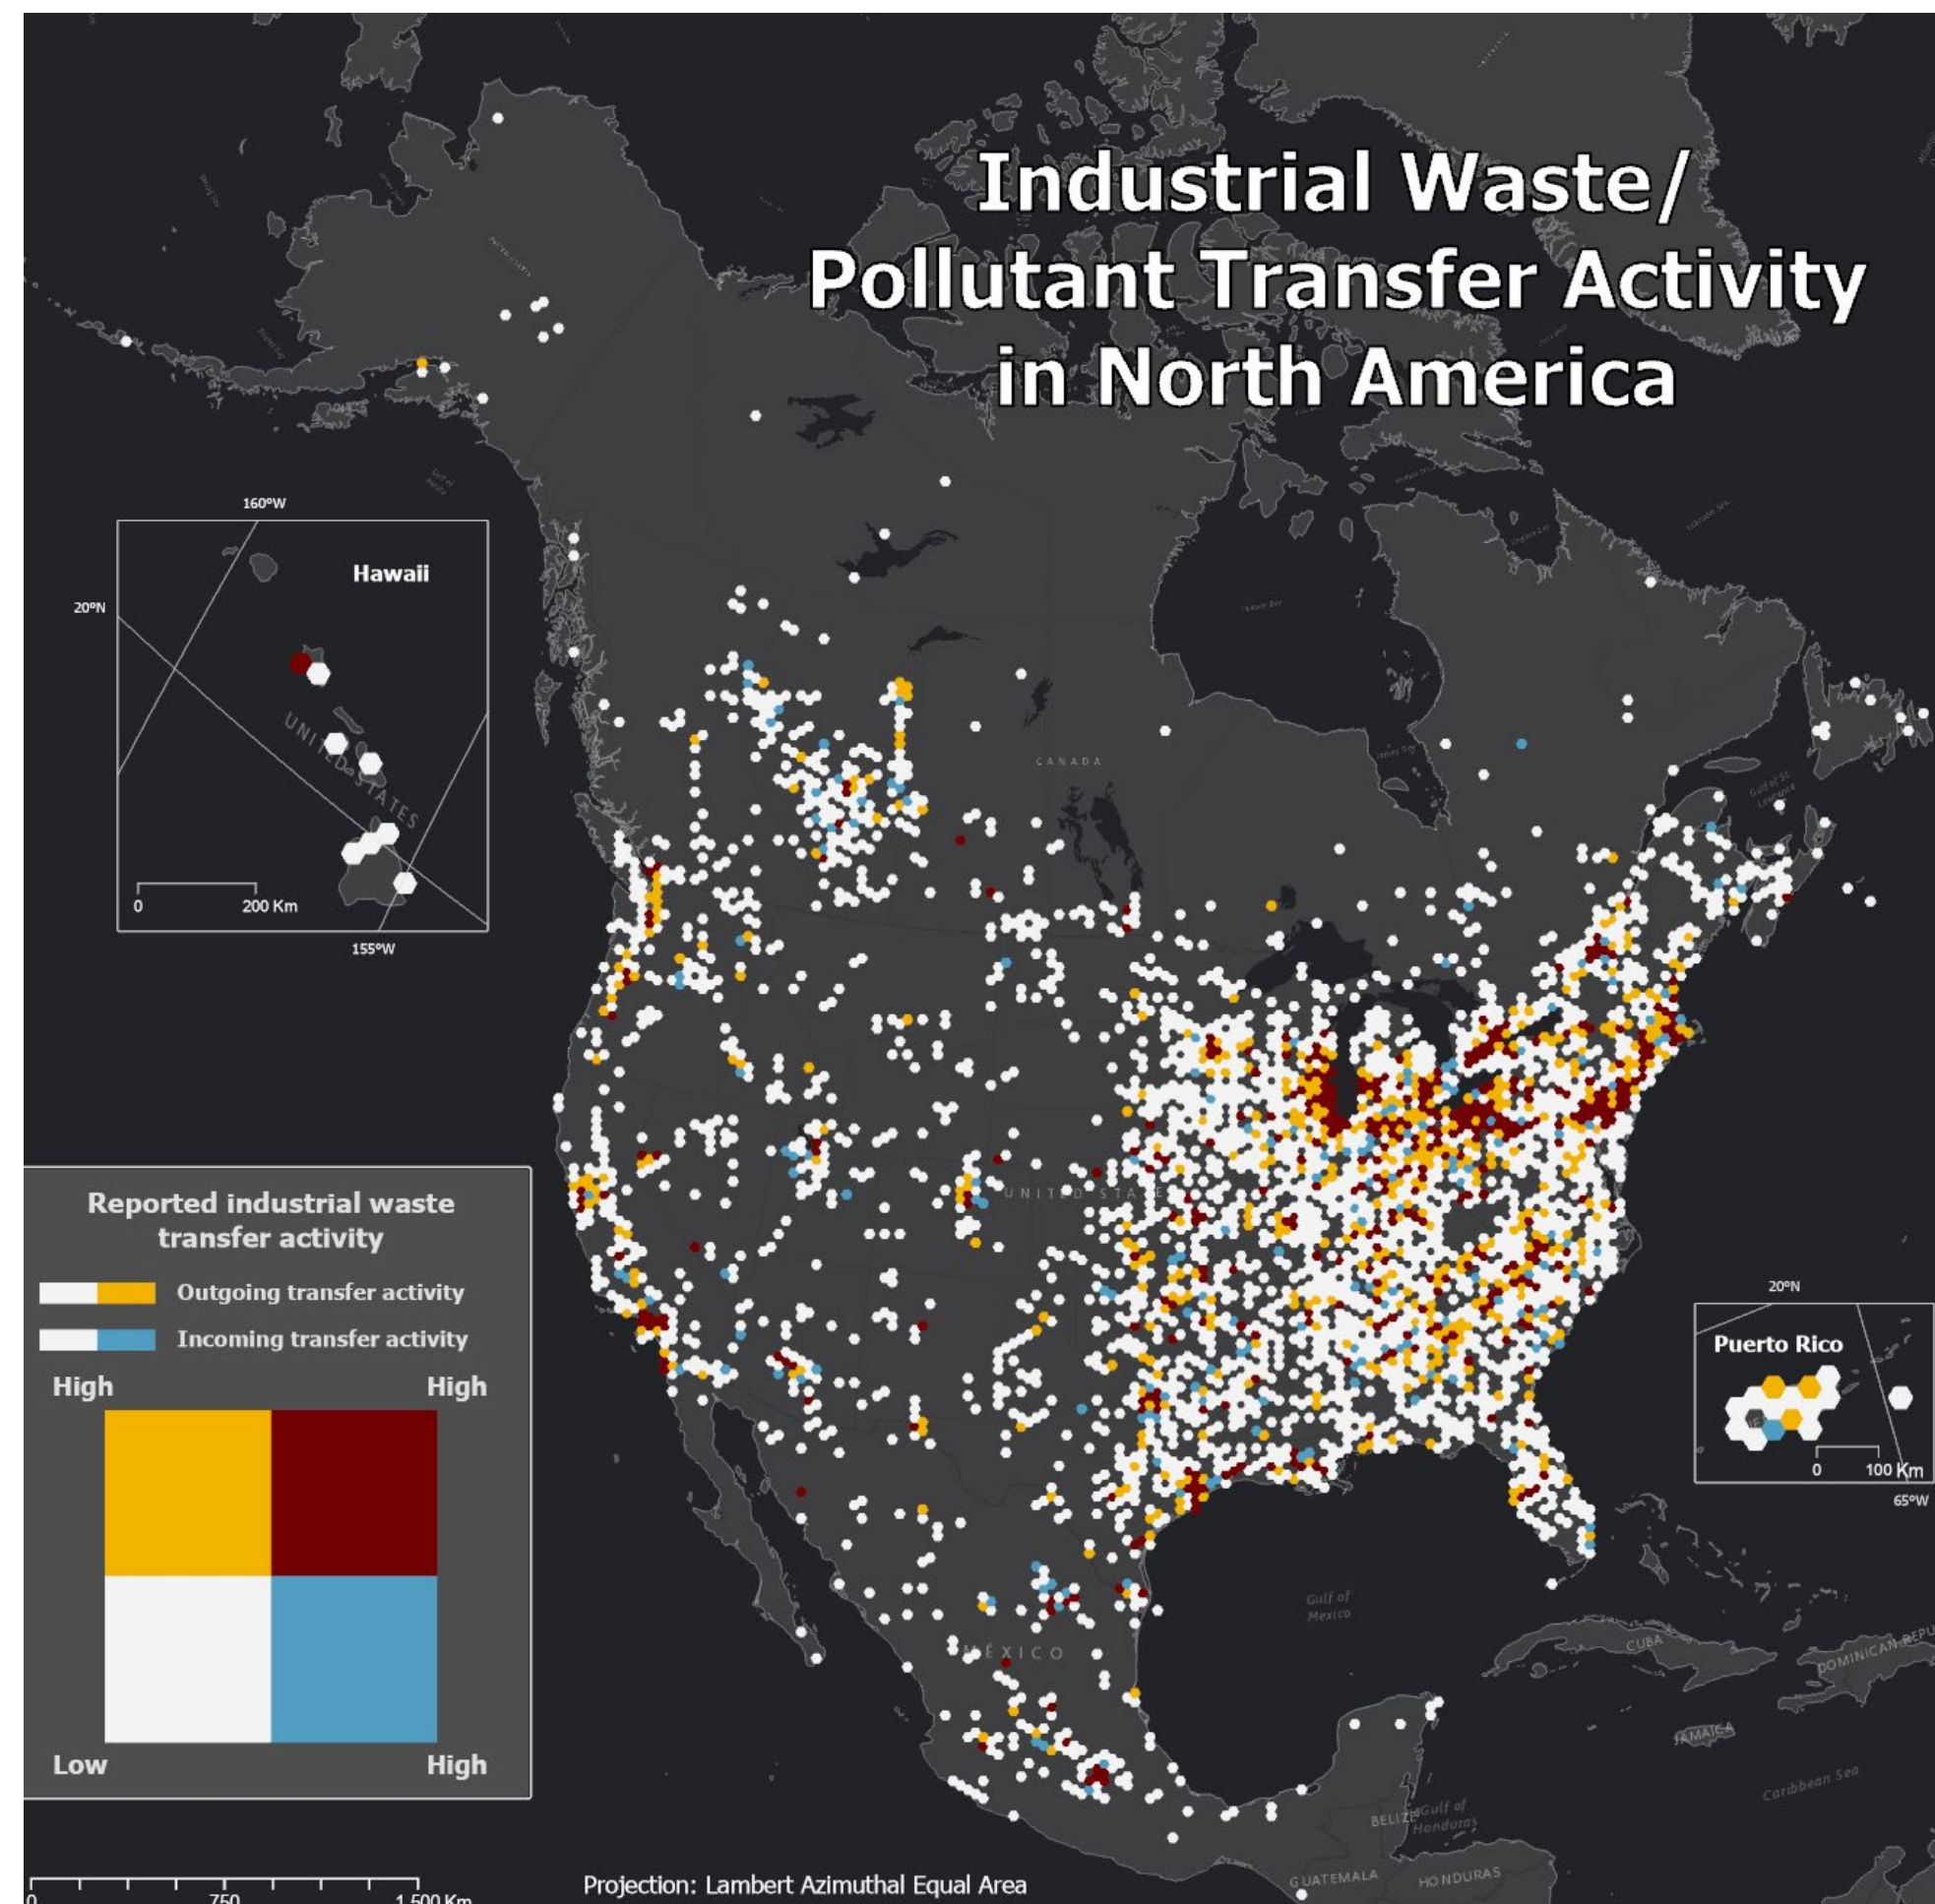 Industrial Waste/
Pollutant Transfer Activity
in North America
160°W
Hawaii
20°N
UNITED STATES
0 200 Km
155°W
CANADA
UNITED STATES
Reported industrial waste
transfer activity
Outgoing transfer activity
Incoming transfer activity
High High
Low High
20°N
Puerto Rico
0 100 Km
65°W
Gulf of
Mexico
MÉXICO
CUBA
DOMINICAN REPU
JAMAICA
Caribbean Sea
BELIZE
Gulf of
Honduras
GUATEMALA
HONDURAS
0 750 1,500 Km
Projection: Lambert Azimuthal Equal Area